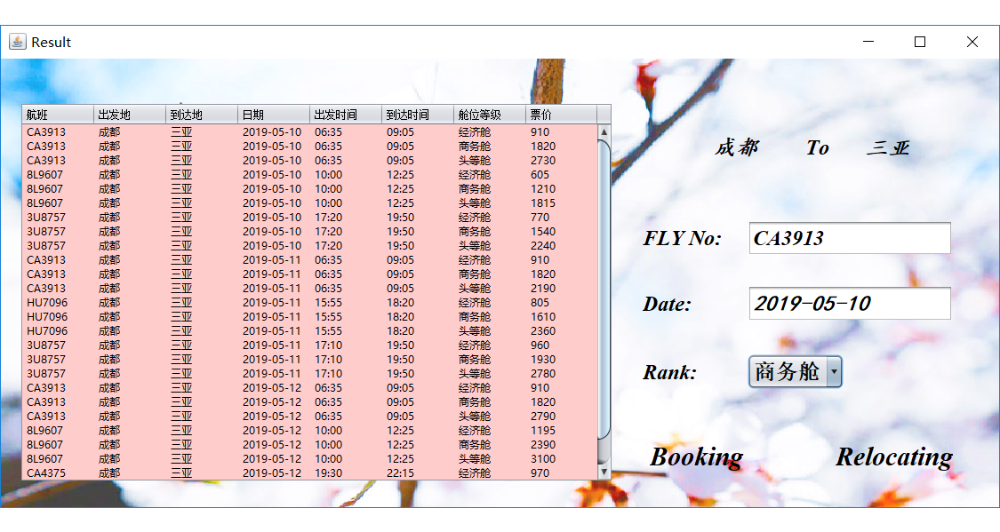 Result
航班 出发地 到达地 日期 出发时间 到达时间 舱位等级 票价
CA3913 成都 三亚 2019-05-10 06:35 09:05 经济舱 910
CA3913 成都 三亚 2019-05-10 06:35 09:05 商务舱 1820
CA3913 成都 三亚 2019-05-10 06:35 09:05 头等舱 2730
8L9607 成都 三亚 2019-05-10 10:00 12:25 经济舱 605
8L9607 成都 三亚 2019-05-10 10:00 12:25 商务舱 1210
8L9607 成都 三亚 2019-05-10 10:00 12:25 头等舱 1815
3U8757 成都 三亚 2019-05-10 17:20 19:50 经济舱 770
3U8757 成都 三亚 2019-05-10 17:20 19:50 商务舱 1540
3U8757 成都 三亚 2019-05-10 17:20 19:50 头等舱 2240
CA3913 成都 三亚 2019-05-11 06:35 09:05 经济舱 910
CA3913 成都 三亚 2019-05-11 06:35 09:05 商务舱 1820
CA3913 成都 三亚 2019-05-11 06:35 09:05 头等舱 2190
HU7096 成都 三亚 2019-05-11 15:55 18:20 经济舱 805
HU7096 成都 三亚 2019-05-11 15:55 18:20 商务舱 1610
HU7096 成都 三亚 2019-05-11 15:55 18:20 头等舱 2360
3U8757 成都 三亚 2019-05-11 17:10 19:50 经济舱 960
3U8757 成都 三亚 2019-05-11 17:10 19:50 商务舱 1930
3U8757 成都 三亚 2019-05-11 17:10 19:50 头等舱 2780
CA3913 成都 三亚 2019-05-12 06:35 09:05 经济舱 910
CA3913 成都 三亚 2019-05-12 06:35 09:05 商务舱 1820
CA3913 成都 三亚 2019-05-12 06:35 09:05 头等舱 2790
8L9607 成都 三亚 2019-05-12 10:00 12:25 经济舱 1195
8L9607 成都 三亚 2019-05-12 10:00 12:25 商务舱 2390
8L9607 成都 三亚 2019-05-12 10:00 12:25 头等舱 3100
CA4375 成都 三亚 2019-05-12 19:30 22:15 经济舱 970
成都 To 三亚
FLY No: CA3913
Date: 2019-05-10
Rank: 商务舱
Booking Relocating